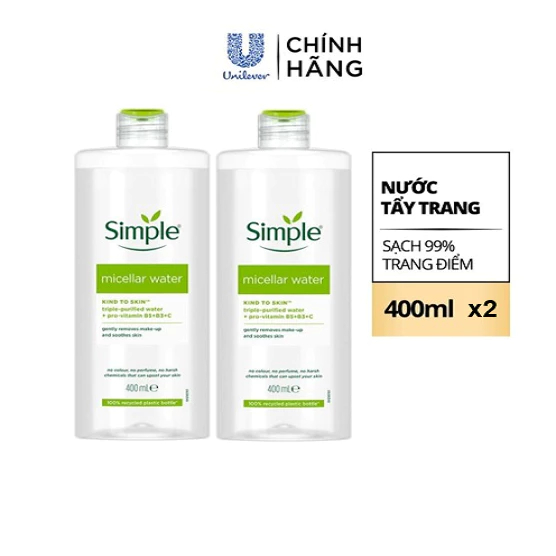 Unilever
CHÍNH
HÃNG
Simple®
micellar water
KIND TO SKIN™
triple-purified water
+ pro-vitamin B5+B3+C
gently removes make-up
and soothes skin
no colour, no perfume, no harsh
chemicals that can upset your skin
400 mL℮
100% recycled plastic bottle*
Simple®
micellar water
KIND TO SKIN™
triple-purified water
+ pro-vitamin B5+B3+C
gently removes make-up
and soothes skin
no colour, no perfume, no harsh
chemicals that can upset your skin
400 mL℮
100% recycled plastic bottle*
NƯỚC
TẨY TRANG
SẠCH 99%
TRANG ĐIỂM
400ml x2